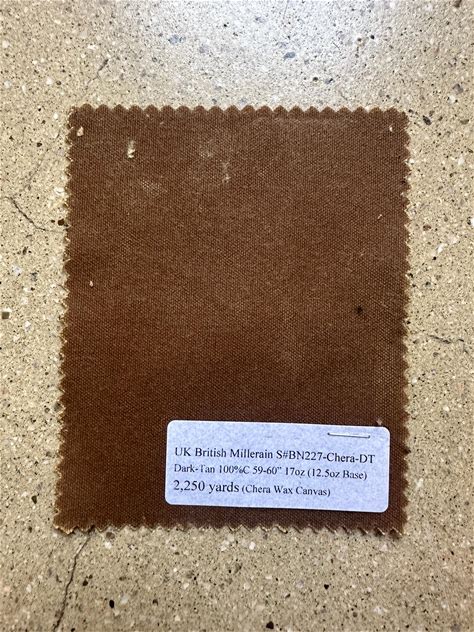 UK British Millerain S#BN227-Chera-DT
Dark-Tan 100%C 59-60" 17oz (12.5oz Base)
2,250 yards (Chera Wax Canvas)